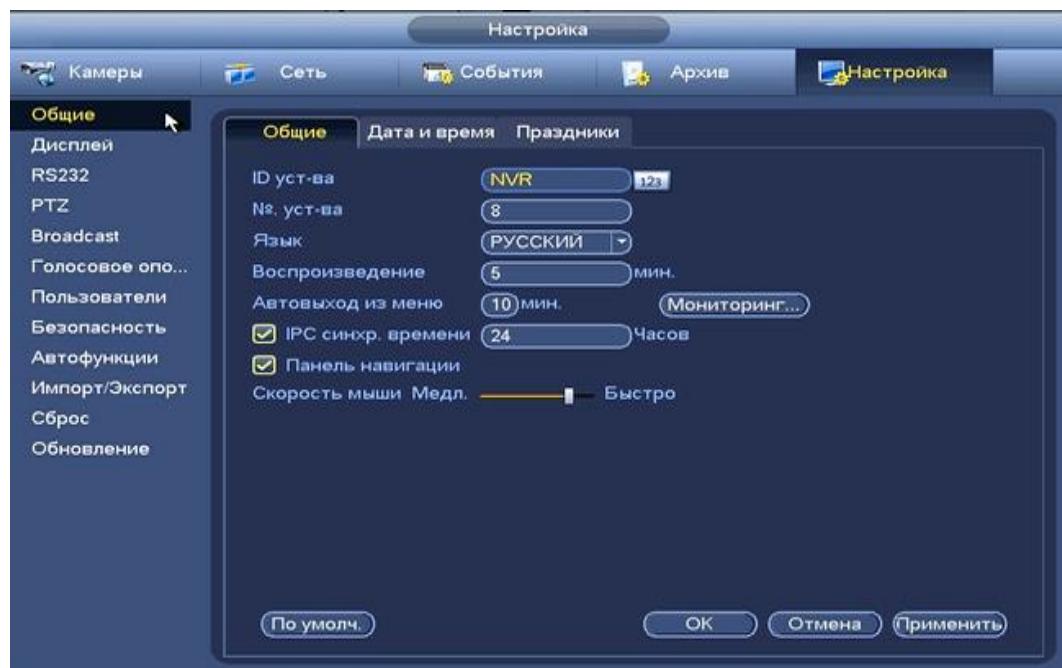 Настройка
Камеры Сеть События Архив Настройка
Общие
Дисплей
RS232
PTZ
Broadcast
Голосовое опо...
Пользователи
Безопасность
Автофункции
Импорт/Экспорт
Сброс
Обновление
Общие Дата и время Праздники
ID уст-ва NVR 123
№. уст-ва 8
Язык РУССКИЙ
Воспроизведение 5 мин.
Автовыход из меню 10 мин. Мониторинг...
IPC синхр. времени 24 Часов
Панель навигации
Скорость мыши Медл. Быстро
По умолч. OK Отмена Применить